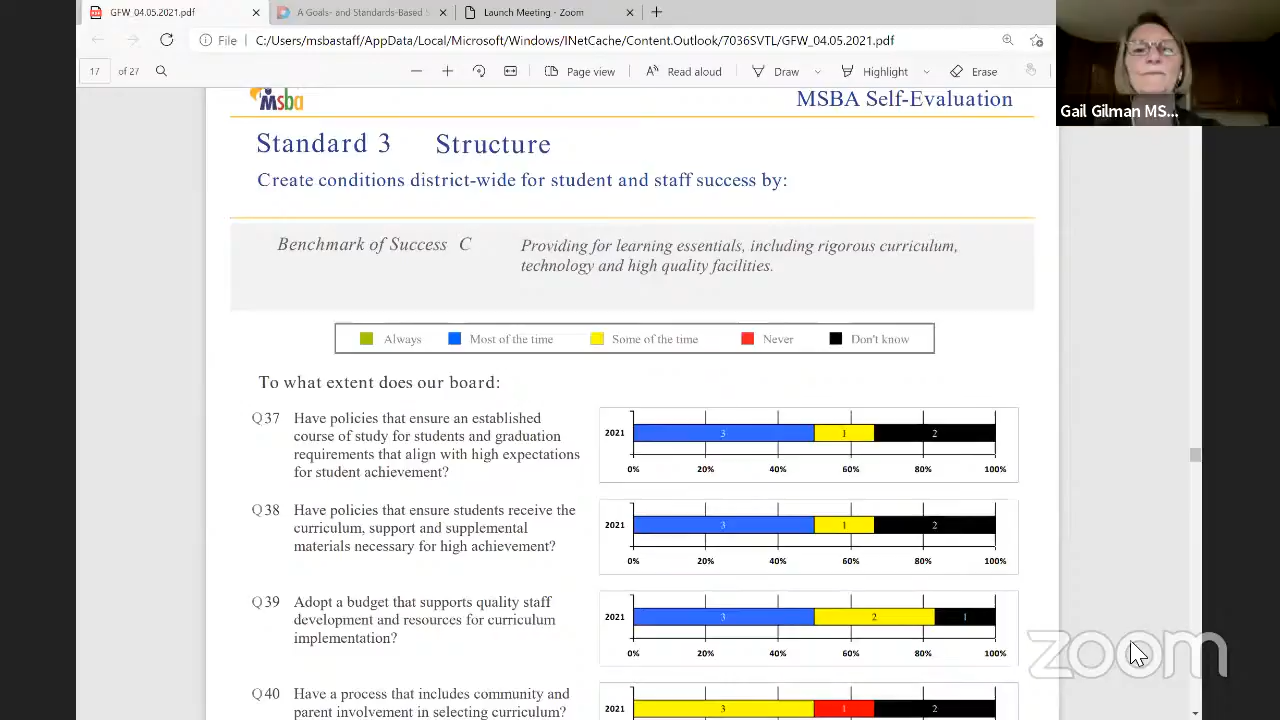 GFW_04.05.2021.pdf
A Goals- and Standards-Based S
Launch Meeting - Zoom
File
C:/Users/msbastaff/AppData/Local/Microsoft/Windows/INetCache/Content.Outlook/7036SVTL/GFW_04.05.2021.pdf
17 of 27
Page view
Read aloud
Draw
Highlight
Erase
Gail Gilman MS...
msba
MSBA Self-Evaluation
Standard 3 Structure
Create conditions district-wide for student and staff success by:
Benchmark of Success C
Providing for learning essentials, including rigorous curriculum,
technology and high quality facilities.
Always Most of the time Some of the time Never Don't know
To what extent does our board:
Q37 Have policies that ensure an established
course of study for students and graduation
requirements that align with high expectations
for student achievement?
2021 3 1 2
0% 20% 40% 60% 80% 100%
Q38 Have policies that ensure students receive the
curriculum, support and supplemental
materials necessary for high achievement?
2021 3 1 2
0% 20% 40% 60% 80% 100%
Q39 Adopt a budget that supports quality staff
development and resources for curriculum
implementation?
2021 3 2 1
0% 20% 40% 60% 80% 100%
Q40 Have a process that includes community and
parent involvement in selecting curriculum?
2021 3 1 2
zoom